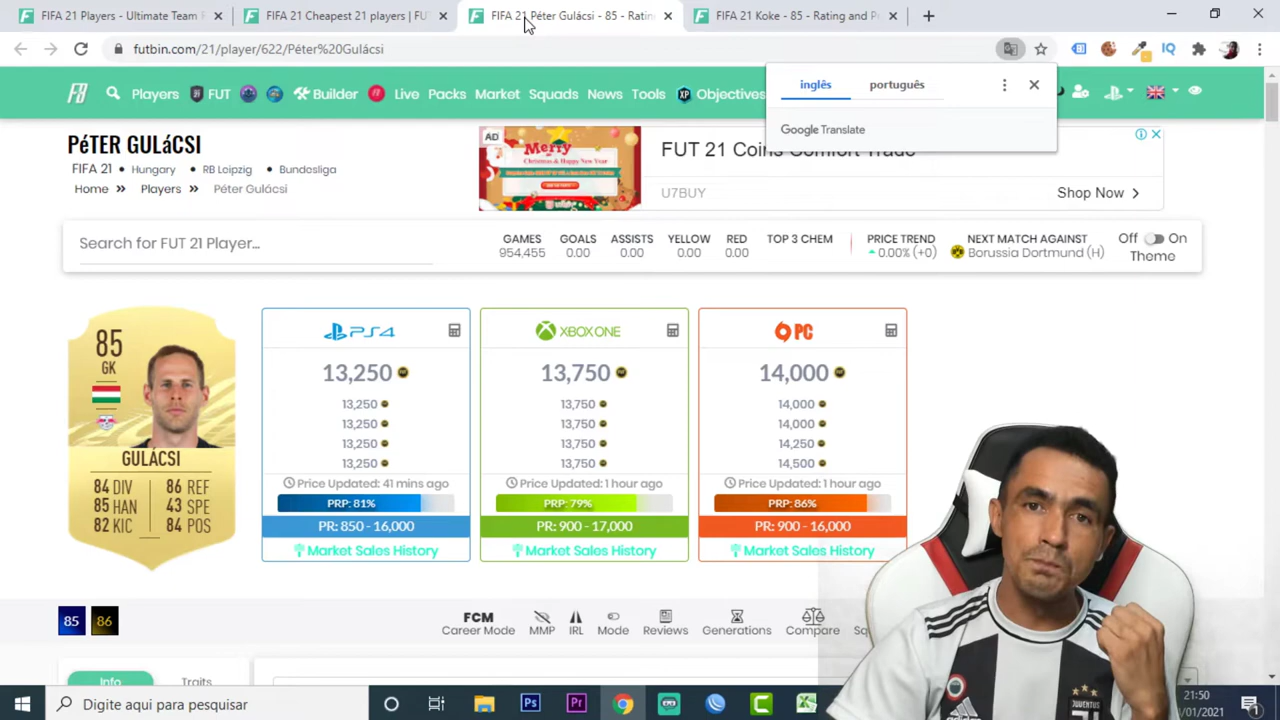 FIFA 21 Players - Ultimate Team F
FIFA 21 Cheapest 21 Players | FUT
FIFA 21 Péter Gulácsi - 85 - Ratin
FIFA 21 Koke - 85 - Rating and P
futbin.com/21/player/622/Péter%20Gulácsi
inglês português
Google Translate
Players FUT Builder Live Packs Market Squads News Tools XP Objectives
PéTER GULáCSI
FIFA 21 Hungary RB Leipzig Bundesliga
Home Players Péter Gulácsi
AD
Merry
Christmas & Happy New Year
FUT 21 Coins Comfort Trade
U7BUY
Shop Now
Search for FUT 21 Player...
GAMES GOALS ASSISTS YELLOW RED TOP 3 CHEM PRICE TREND NEXT MATCH AGAINST Off On
954,455 0.00 0.00 0.00 0.00 0.00% (+0) Borussia Dortmund (H) Theme
85
GK
GULÁCSI
84 DIV 86 REF
85 HAN 43 SPE
82 KIC 84 POS
PS4
13,250
13,250
13,250
13,250
13,250
Price Updated: 41 mins ago
PRP: 81%
PR: 850 - 16,000
Market Sales History
XBOX ONE
13,750
13,750
13,750
13,750
13,750
Price Updated: 1 hour ago
PRP: 79%
PR: 900 - 17,000
Market Sales History
PC
14,000
14,000
14,000
14,250
14,500
Price Updated: 1 hour ago
PRP: 86%
PR: 900 - 16,000
Market Sales History
85 86
FCM
Career Mode MMP IRL Mode Reviews Generations Compare
Info Traits
Digite aqui para pesquisar
21:50
/01/2021